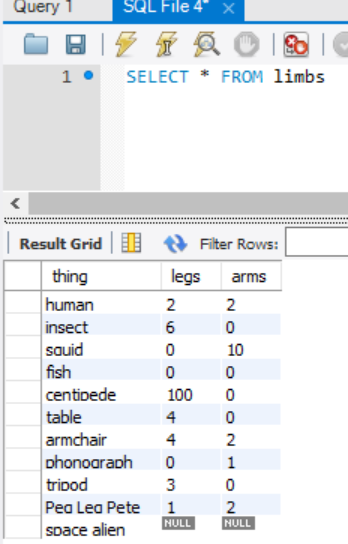 Query 1 SQL File 4* ×
1 SELECT * FROM limbs
Result Grid Filter Rows:
thing legs arms
human 2 2
insect 6 0
squid 0 10
fish 0 0
centipede 100 0
table 4 0
armchair 4 2
phonograph 0 1
tripod 3 0
Peg Leg Pete 1 2
space alien NULL NULL